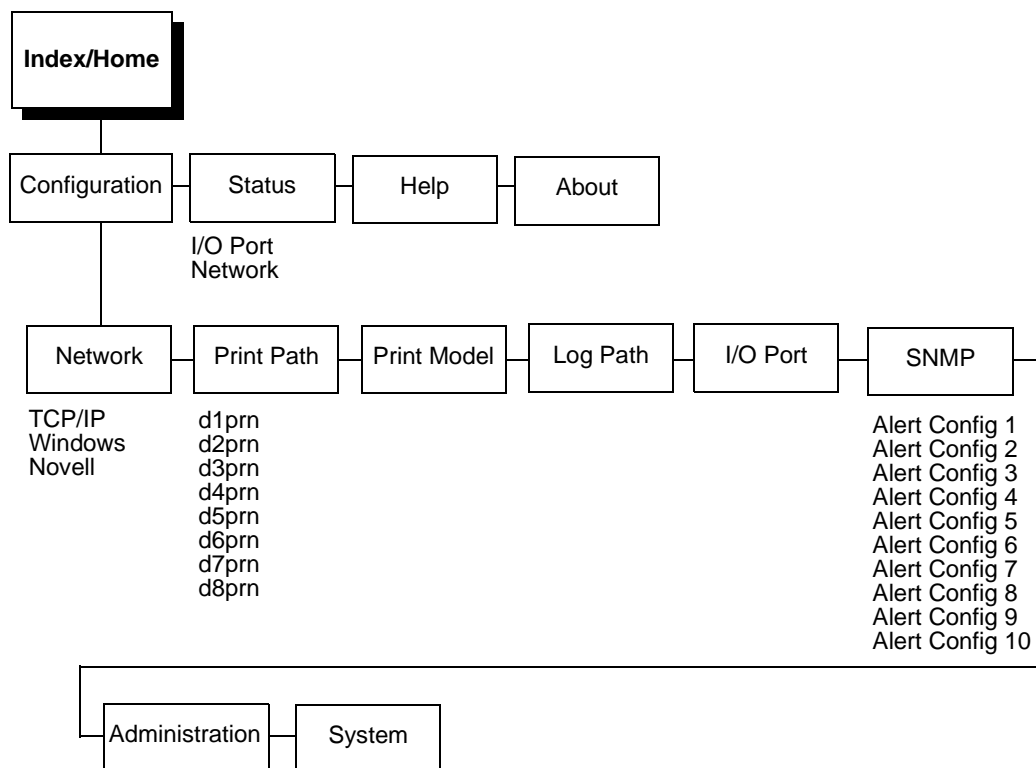 Index/Home
Configuration
Status
Help
About
I/O Port
Network
Network
Print Path
Print Model
Log Path
I/O Port
SNMP
TCP/IP
Windows
Novell
d1prn
d2prn
d3prn
d4prn
d5prn
d6prn
d7prn
d8prn
Alert Config 1
Alert Config 2
Alert Config 3
Alert Config 4
Alert Config 5
Alert Config 6
Alert Config 7
Alert Config 8
Alert Config 9
Alert Config 10
Administration
System